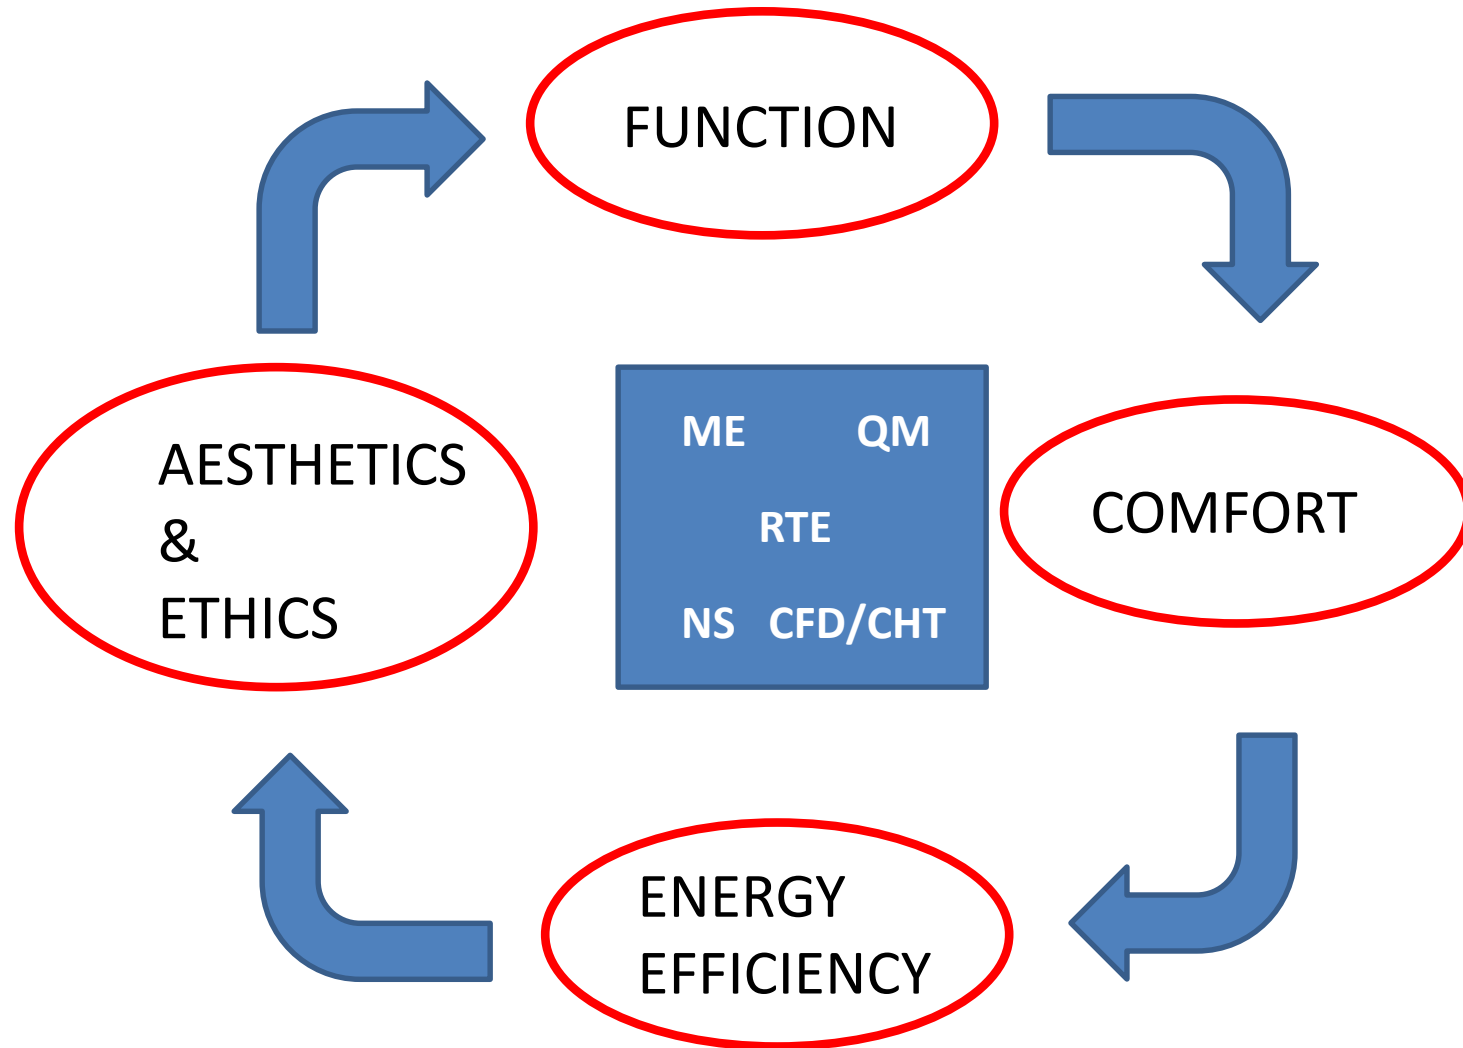 FUNCTION
AESTHETICS
&
ETHICS
ME QM
RTE
NS CFD/CHT
COMFORT
ENERGY
EFFICIENCY